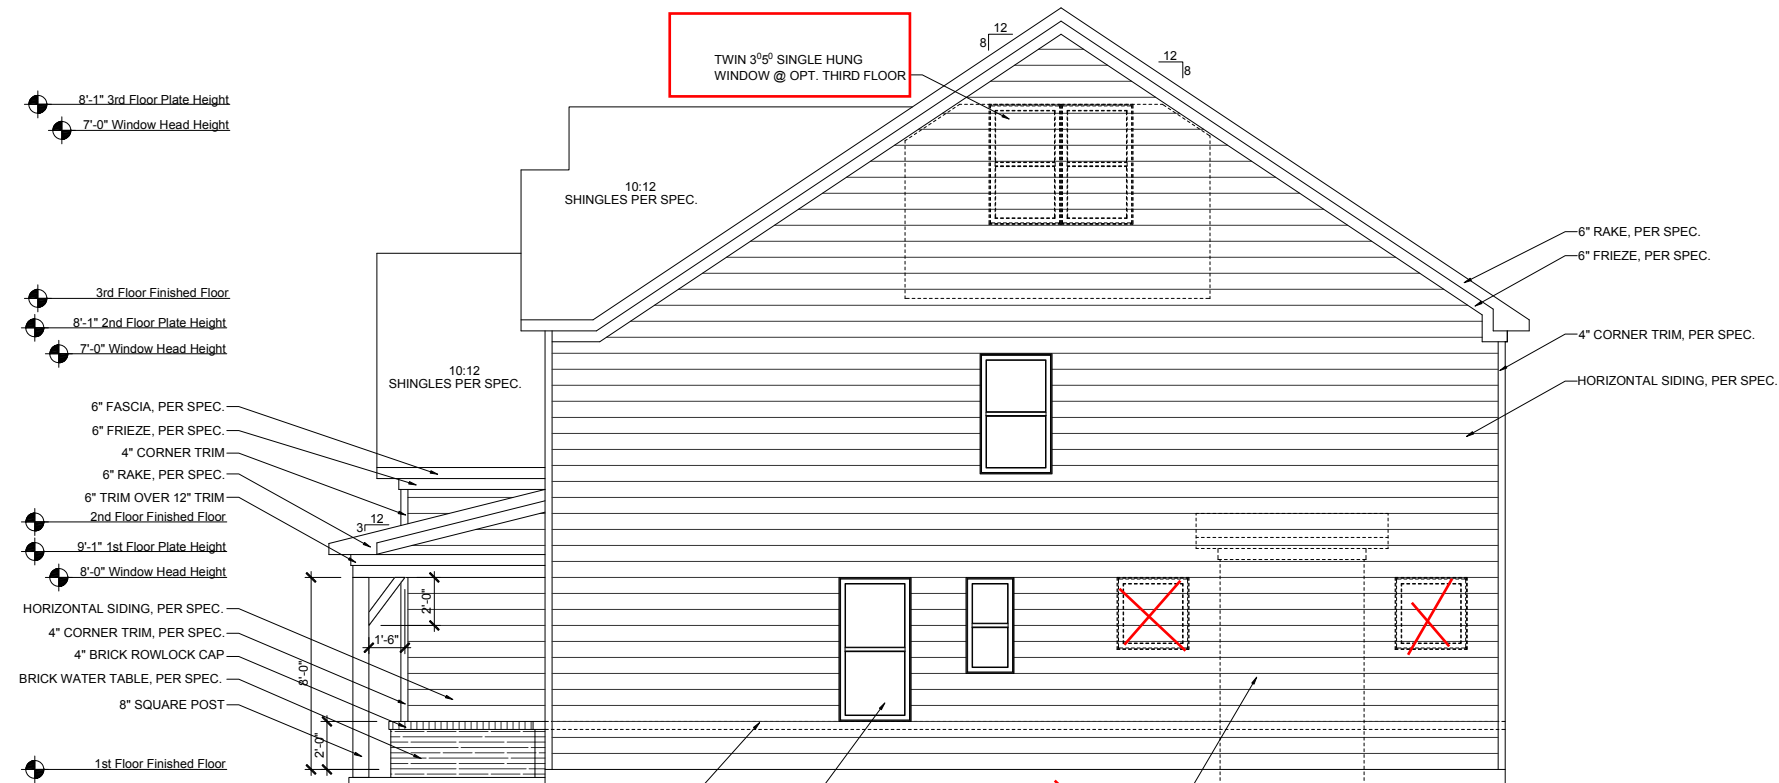 TWIN 3⁰5⁰ SINGLE HUNG
WINDOW @ OPT. THIRD FLOOR
12
8
12
8
8'-1" 3rd Floor Plate Height
7'-0" Window Head Height
10:12
SHINGLES PER SPEC.
6" RAKE, PER SPEC.
6" FRIEZE, PER SPEC.
3rd Floor Finished Floor
8'-1" 2nd Floor Plate Height
7'-0" Window Head Height
4" CORNER TRIM, PER SPEC.
HORIZONTAL SIDING, PER SPEC.
10:12
SHINGLES PER SPEC.
6" FASCIA, PER SPEC.
6" FRIEZE, PER SPEC.
4" CORNER TRIM
6" RAKE, PER SPEC.
6" TRIM OVER 12" TRIM
2nd Floor Finished Floor
12
3
9'-1" 1st Floor Plate Height
8'-0" Window Head Height
2'-0"
1'-6"
8'-0"
2'-0"
HORIZONTAL SIDING, PER SPEC.
4" CORNER TRIM, PER SPEC.
4" BRICK ROWLOCK CAP
BRICK WATER TABLE, PER SPEC.
8" SQUARE POST
1st Floor Finished Floor